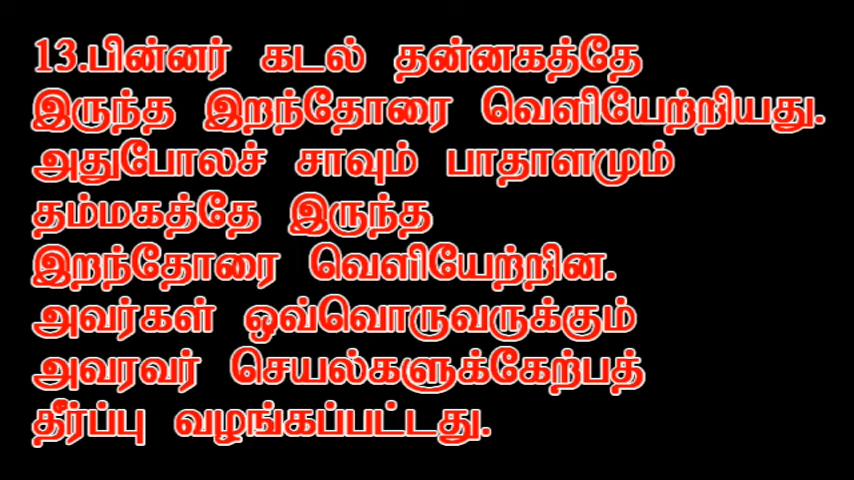 13.பின்னர் கடல் தன்னகத்தே
இருந்த இறந்தோரை வெளியேற்றியது.
அதுபோலச் சாவும் பாதாளமும்
தம்மகத்தே இருந்த
இறந்தோரை வெளியேற்றின.
அவர்கள் ஒவ்வொருவருக்கும்
அவரவர் செயல்களுக்கேற்பத்
தீர்ப்பு வழங்கப்பட்டது.